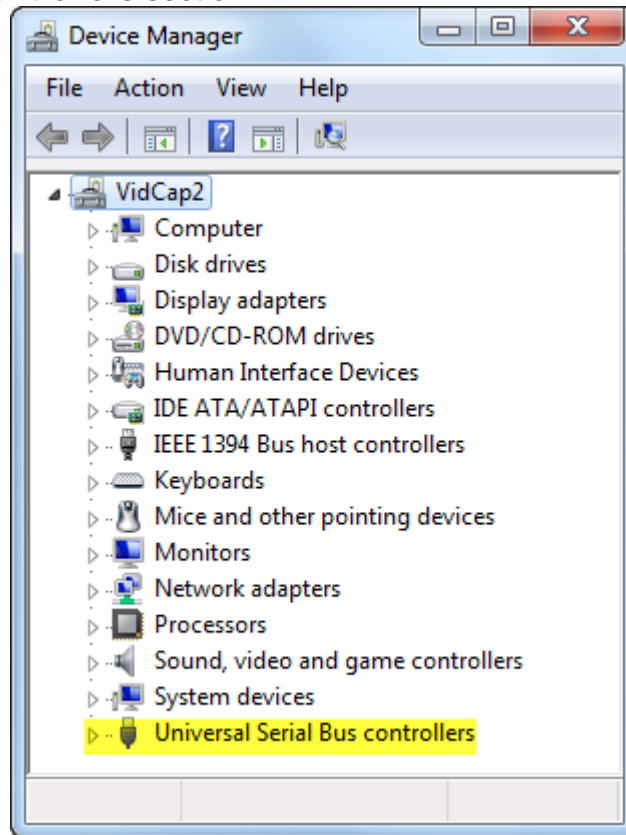 Device Manager
File Action View Help
VidCap2
Computer
Disk drives
Display adapters
DVD/CD-ROM drives
Human Interface Devices
IDE ATA/ATAPI controllers
IEEE 1394 Bus host controllers
Keyboards
Mice and other pointing devices
Monitors
Network adapters
Processors
Sound, video and game controllers
System devices
Universal Serial Bus controllers